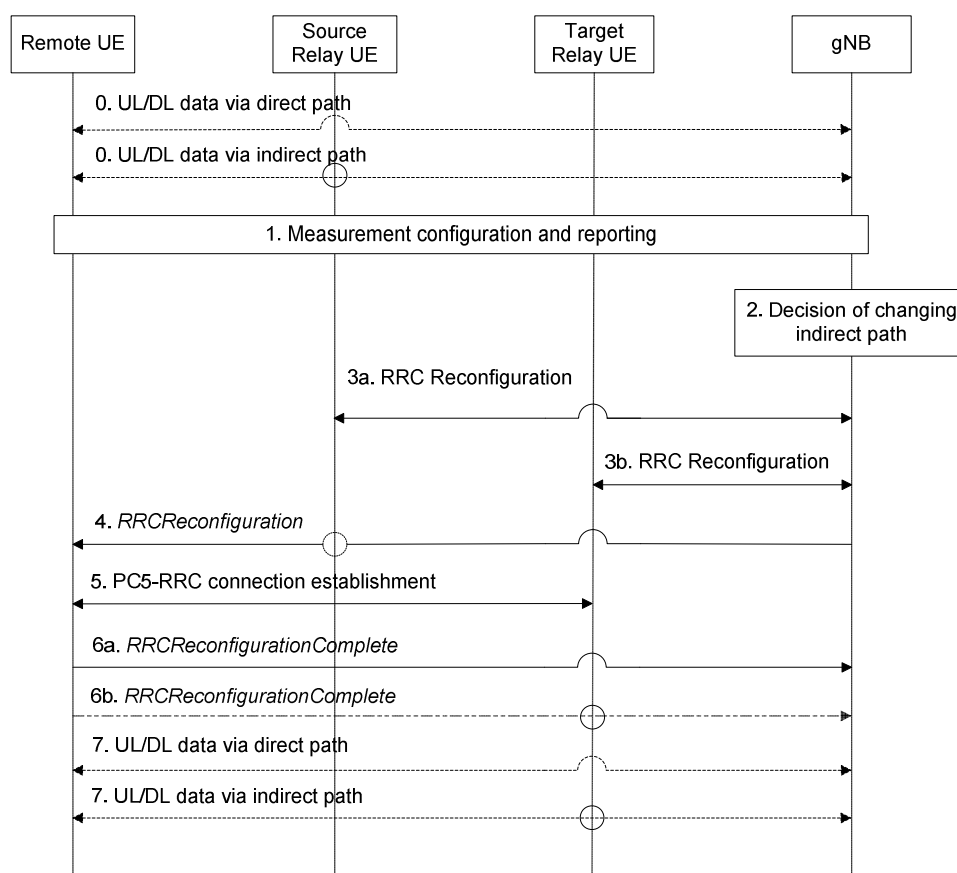 Remote UE
Source
Relay UE
Target
Relay UE
gNB
0. UL/DL data via direct path
0. UL/DL data via indirect path
1. Measurement configuration and reporting
2. Decision of changing
indirect path
3a. RRC Reconfiguration
3b. RRC Reconfiguration
4. RRCReconfiguration
5. PC5-RRC connection establishment
6a. RRCReconfigurationComplete
6b. RRCReconfigurationComplete
7. UL/DL data via direct path
7. UL/DL data via indirect path